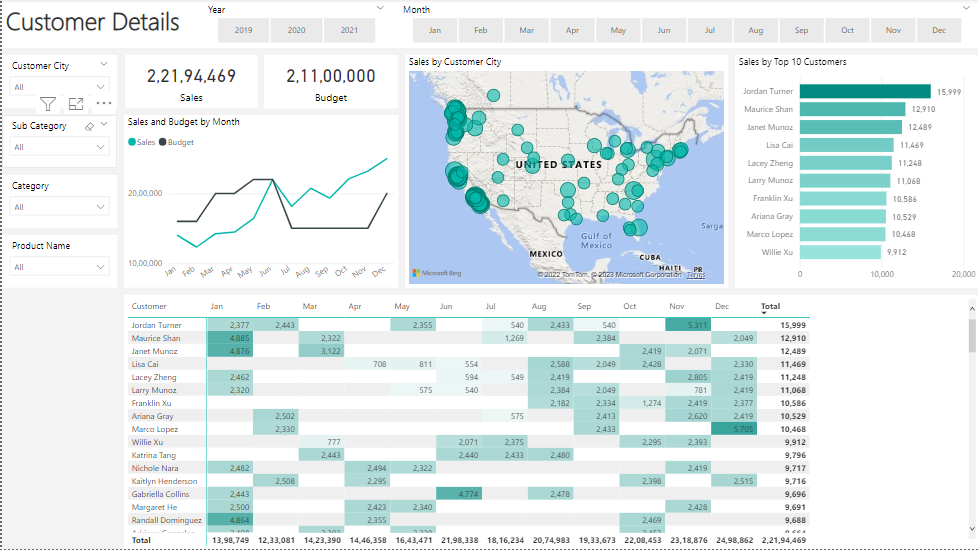 Customer Details
Year
2019 2020 2021
Month
Jan Feb Mar Apr May Jun Jul Aug Sep Oct Nov Dec
Customer City
All
Sub Category
All
Category
All
Product Name
All
2,21,94,469
Sales
2,11,00,000
Budget
Sales and Budget by Month
Sales Budget
20,00,000
10,00,000
Jan Feb Mar Apr May Jun Jul Aug Sep Oct Nov Dec
Sales by Customer City
UNITED STATES
Gulf of
Mexico
Sarga
MEXICO
CUBA
HAITI
PR
Microsoft Bing
© 2022 TomTom, © 2023 Microsoft Corporation Terms
Sales by Top 10 Customers
Jordan Turner 15,999
Maurice Shan 12,910
Janet Munoz 12,489
Lisa Cai 11,469
Lacey Zheng 11,248
Larry Munoz 11,068
Franklin Xu 10,586
Ariana Gray 10,529
Marco Lopez 10,468
Willie Xu 9,912
0 10,000 20,000
Customer Jan Feb Mar Apr May Jun Jul Aug Sep Oct Nov Dec Total
Jordan Turner 2,377 2,443 2,355 540 2,433 540 5,311 15,999
Maurice Shan 4,885 2,322 1,269 2,384 2,049 12,910
Janet Munoz 4,876 3,122 2,419 2,071 12,489
Lisa Cai 708 811 554 2,588 2,049 2,428 2,330 11,469
Lacey Zheng 2,462 594 549 2,419 2,805 2,419 11,248
Larry Munoz 2,320 575 540 2,384 2,049 781 2,419 11,068
Franklin Xu 2,182 2,334 1,274 2,419 2,377 10,586
Ariana Gray 2,502 575 2,413 2,620 2,419 10,529
Marco Lopez 2,330 2,433 5,705 10,468
Willie Xu 777 2,071 2,375 2,295 2,393 9,912
Katrina Tang 2,443 2,440 2,433 2,480 9,796
Nichole Nara 2,482 2,494 2,322 2,419 9,717
Kaitlyn Henderson 2,508 2,295 2,398 2,515 9,716
Gabriella Collins 2,443 4,774 2,478 9,696
Margaret He 2,500 2,423 2,340 2,428 9,691
Randall Dominguez 4,864 2,355 2,469 9,688
Total 13,98,749 12,33,081 14,23,390 14,46,358 16,43,471 21,98,338 18,16,234 20,74,983 19,33,673 22,08,453 23,18,876 24,98,862 2,21,94,469